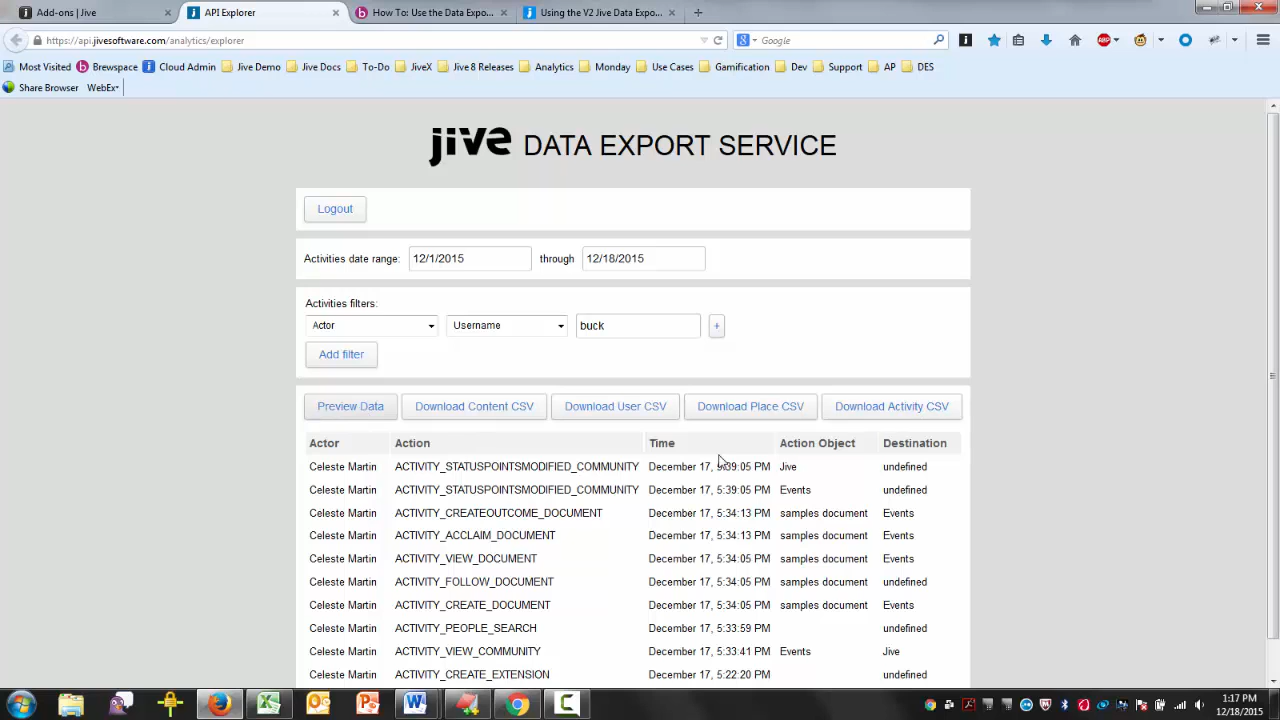 Add-ons | Jive
API Explorer
How To: Use the Data Expo...
Using the V2 Jive Data Expo...
https://api.jivesoftware.com/analytics/explorer
Google
Most Visited Brewspace Cloud Admin Jive Demo Jive Docs To-Do JiveX Jive 8 Releases Analytics Monday Use Cases Gamification Dev Support AP DES
Share Browser WebEx
jive DATA EXPORT SERVICE
Logout
Activities date range: 12/1/2015 through 12/18/2015
Activities filters:
Actor Username buck +
Add filter
Preview Data Download Content CSV Download User CSV Download Place CSV Download Activity CSV
Actor Action Time Action Object Destination
Celeste Martin ACTIVITY_STATUSPOINTSMODIFIED_COMMUNITY December 17, 5:39:05 PM Jive undefined
Celeste Martin ACTIVITY_STATUSPOINTSMODIFIED_COMMUNITY December 17, 5:39:05 PM Events undefined
Celeste Martin ACTIVITY_CREATEOUTCOME_DOCUMENT December 17, 5:34:13 PM samples document Events
Celeste Martin ACTIVITY_ACCLAIM_DOCUMENT December 17, 5:34:13 PM samples document Events
Celeste Martin ACTIVITY_VIEW_DOCUMENT December 17, 5:34:05 PM samples document Events
Celeste Martin ACTIVITY_FOLLOW_DOCUMENT December 17, 5:34:05 PM samples document undefined
Celeste Martin ACTIVITY_CREATE_DOCUMENT December 17, 5:34:05 PM samples document Events
Celeste Martin ACTIVITY_PEOPLE_SEARCH December 17, 5:33:59 PM undefined
Celeste Martin ACTIVITY_VIEW_COMMUNITY December 17, 5:33:41 PM Events Jive
Celeste Martin ACTIVITY_CREATE_EXTENSION December 17, 5:22:20 PM undefined
1:17 PM
12/18/2015